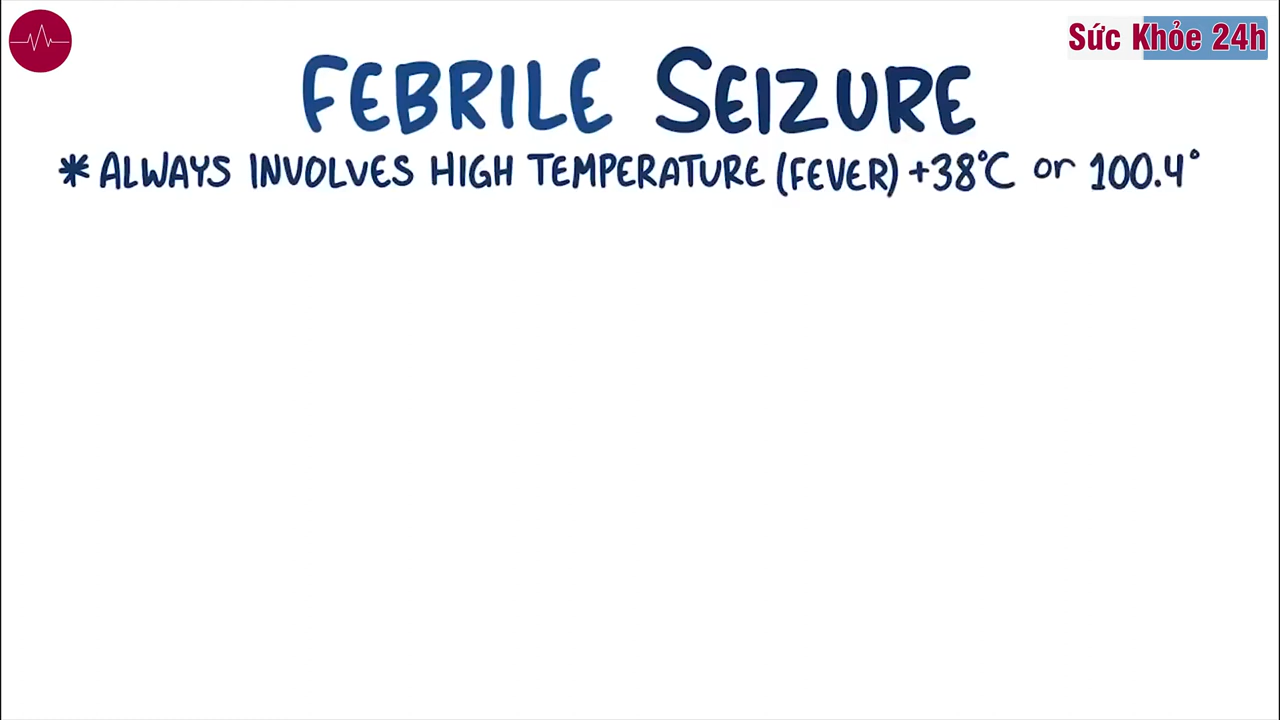 Sức Khỏe 24h
FEBRILE SEIZURE
* ALWAYS INVOLVES HIGH TEMPERATURE (FEVER) +38°C or 100.4°